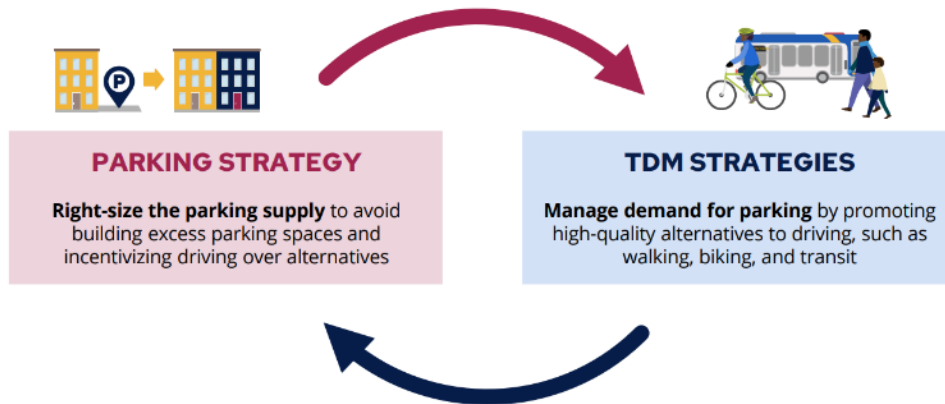 P
PARKING STRATEGY
Right-size the parking supply to avoid
building excess parking spaces and
incentivizing driving over alternatives
TDM STRATEGIES
Manage demand for parking by promoting
high-quality alternatives to driving, such as
walking, biking, and transit